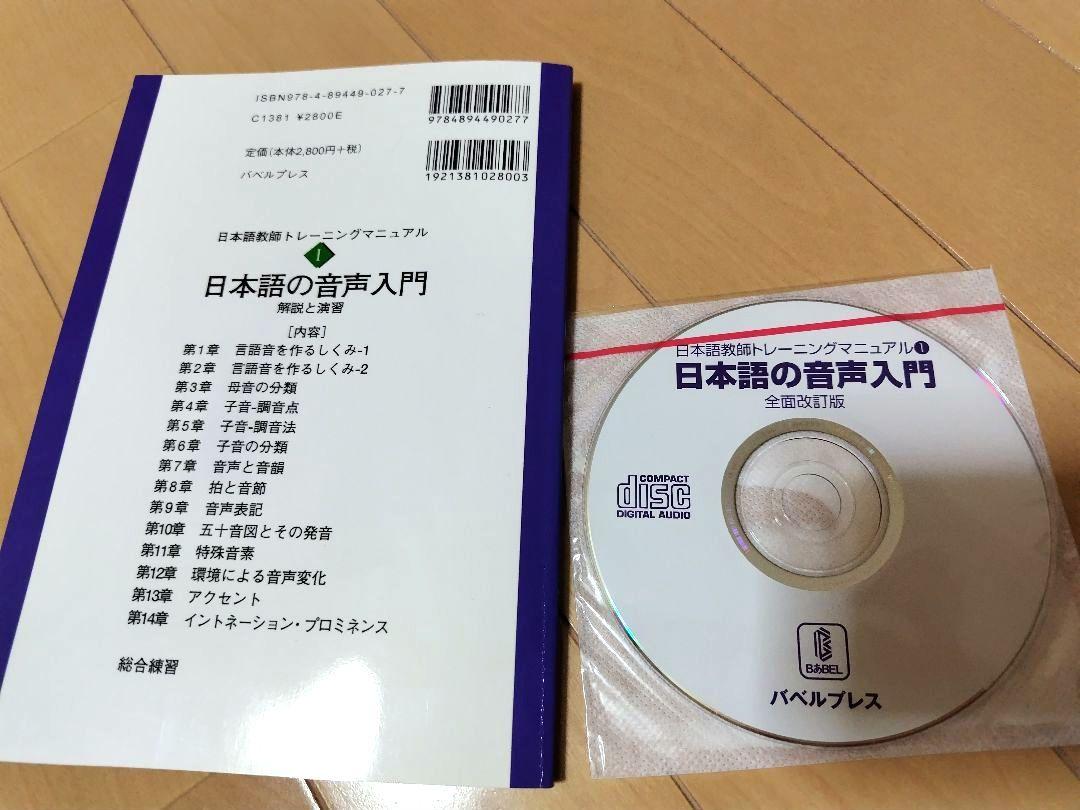 ISBN978-4-89449-027-7
C1381 ¥2800E
9784894490277
定価(本体2,800円+税)
バベルプレス
1921381028003
日本語教師トレーニングマニュアル
1
日本語の音声入門
解説と演習
[内容]
第1章 言語音を作るしくみ-1
第2章 言語音を作るしくみ-2
第3章 母音の分類
第4章 子音-調音点
第5章 子音-調音法
第6章 子音の分類
第7章 音声と音韻
第8章 拍と音節
第9章 音声表記
第10章 五十音図とその発音
第11章 特殊音素
第12章 環境による音声変化
第13章 アクセント
第14章 イントネーション・プロミネンス
総合練習
日本語教師トレーニングマニュアル❶
日本語の音声入門
全面改訂版
COMPACT
disc
DIGITAL AUDIO
BあBEL
バベルプレス